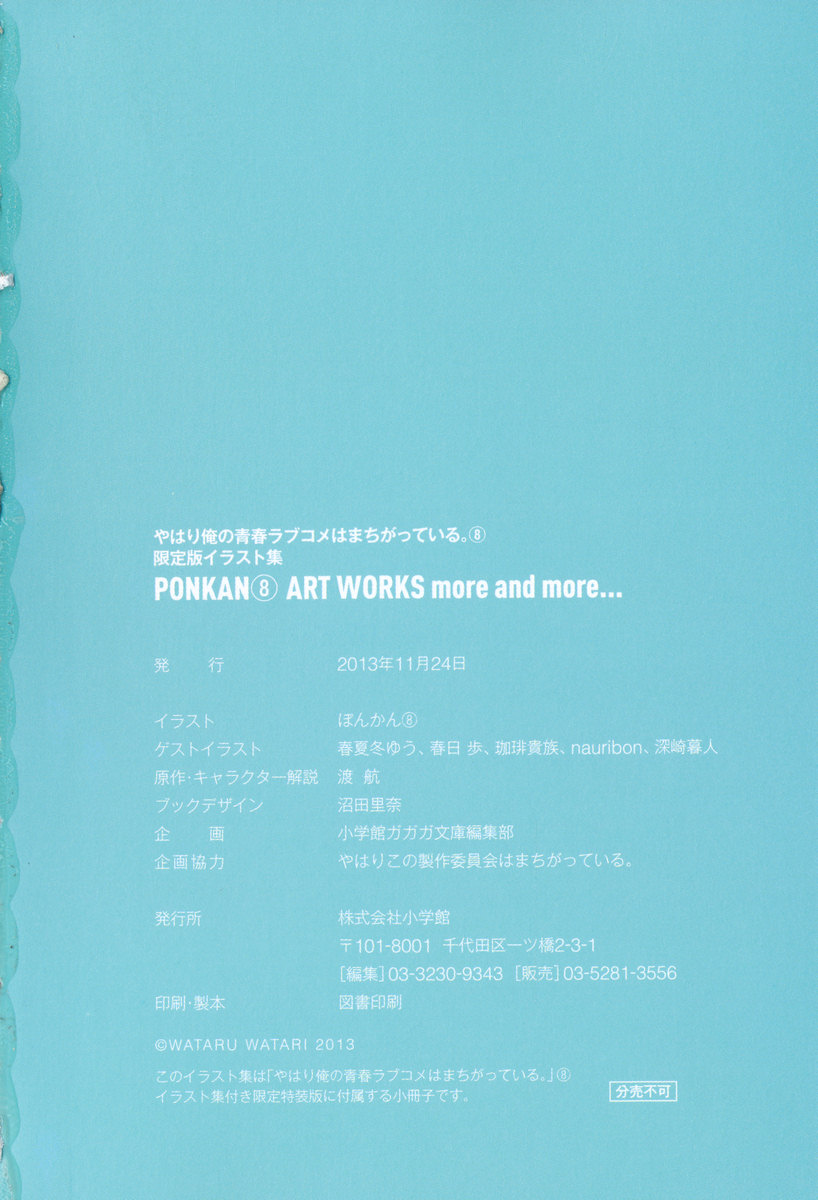 やはり俺の青春ラブコメはまちがっている。⑧
限定版イラスト集
PONKAN⑧ ART WORKS more and more...
発 行 2013年11月24日
イラスト ぽんかん⑧
ゲストイラスト 春夏冬ゆう、春日 歩、珈琲貴族、nauribon、深崎暮人
原作・キャラクター解説 渡 航
ブックデザイン 沼田里奈
企 画 小学館ガガガ文庫編集部
企画協力 やはりこの製作委員会はまちがっている。
発行所 株式会社小学館
〒101-8001 千代田区一ツ橋2-3-1
[編集]03-3230-9343 [販売]03-5281-3556
印刷・製本 図書印刷
©WATARU WATARI 2013
このイラスト集は「やはり俺の青春ラブコメはまちがっている。」⑧
イラスト集付き限定特装版に付属する小冊子です。
分売不可